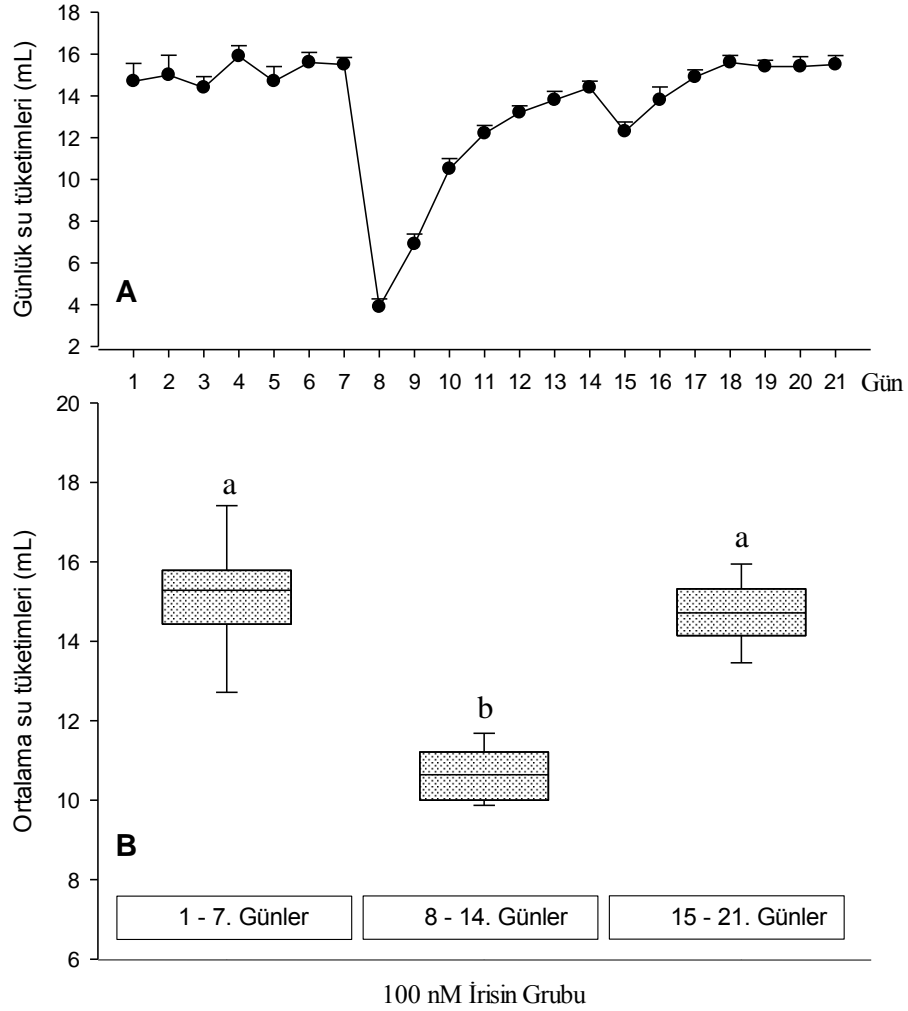 Günlük su tüketimleri (mL)
18
16
14
12
10
8
6
4
2
A
1 2 3 4 5 6 7 8 9 10 11 12 13 14 15 16 17 18 19 20 21 Gün
Ortalama su tüketimleri (mL)
20
18
16
14
12
10
8
6
a
b
a
B
1 - 7. Günler
8 - 14. Günler
15 - 21. Günler
100 nM İrisin Grubu